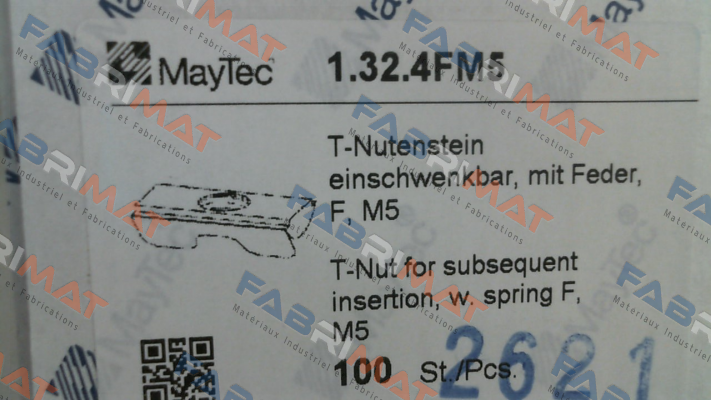 MayTec 1.32.4FM5
T-Nutenstein
einschwenkbar, mit Feder,
F, M5
T-Nut for subsequent
insertion, w. spring F,
M5
100 St./Pcs.
2621
FABRIMAT
Materiaux Industriel et Fabrications